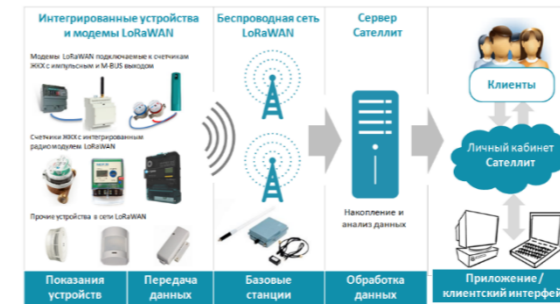 Интегрированные устройства
и модемы LoRaWAN
Модемы LoRaWAN подключаемые к счетчикам
ЖКХ с импульсным и M-BUS выходом
Счетчики ЖКХ с интегрированным
радиомодулем LoRaWAN
Прочие устройства в сети LoRaWAN
Показания
устройств
Передача
данных
Беспроводная сеть
LoRaWAN
Базовые
станции
Сервер
Сателлит
Накопление и
анализ данных
Обработка
данных
Клиенты
Личный кабинет
Сателлит
Приложение/
клиентский интерфей